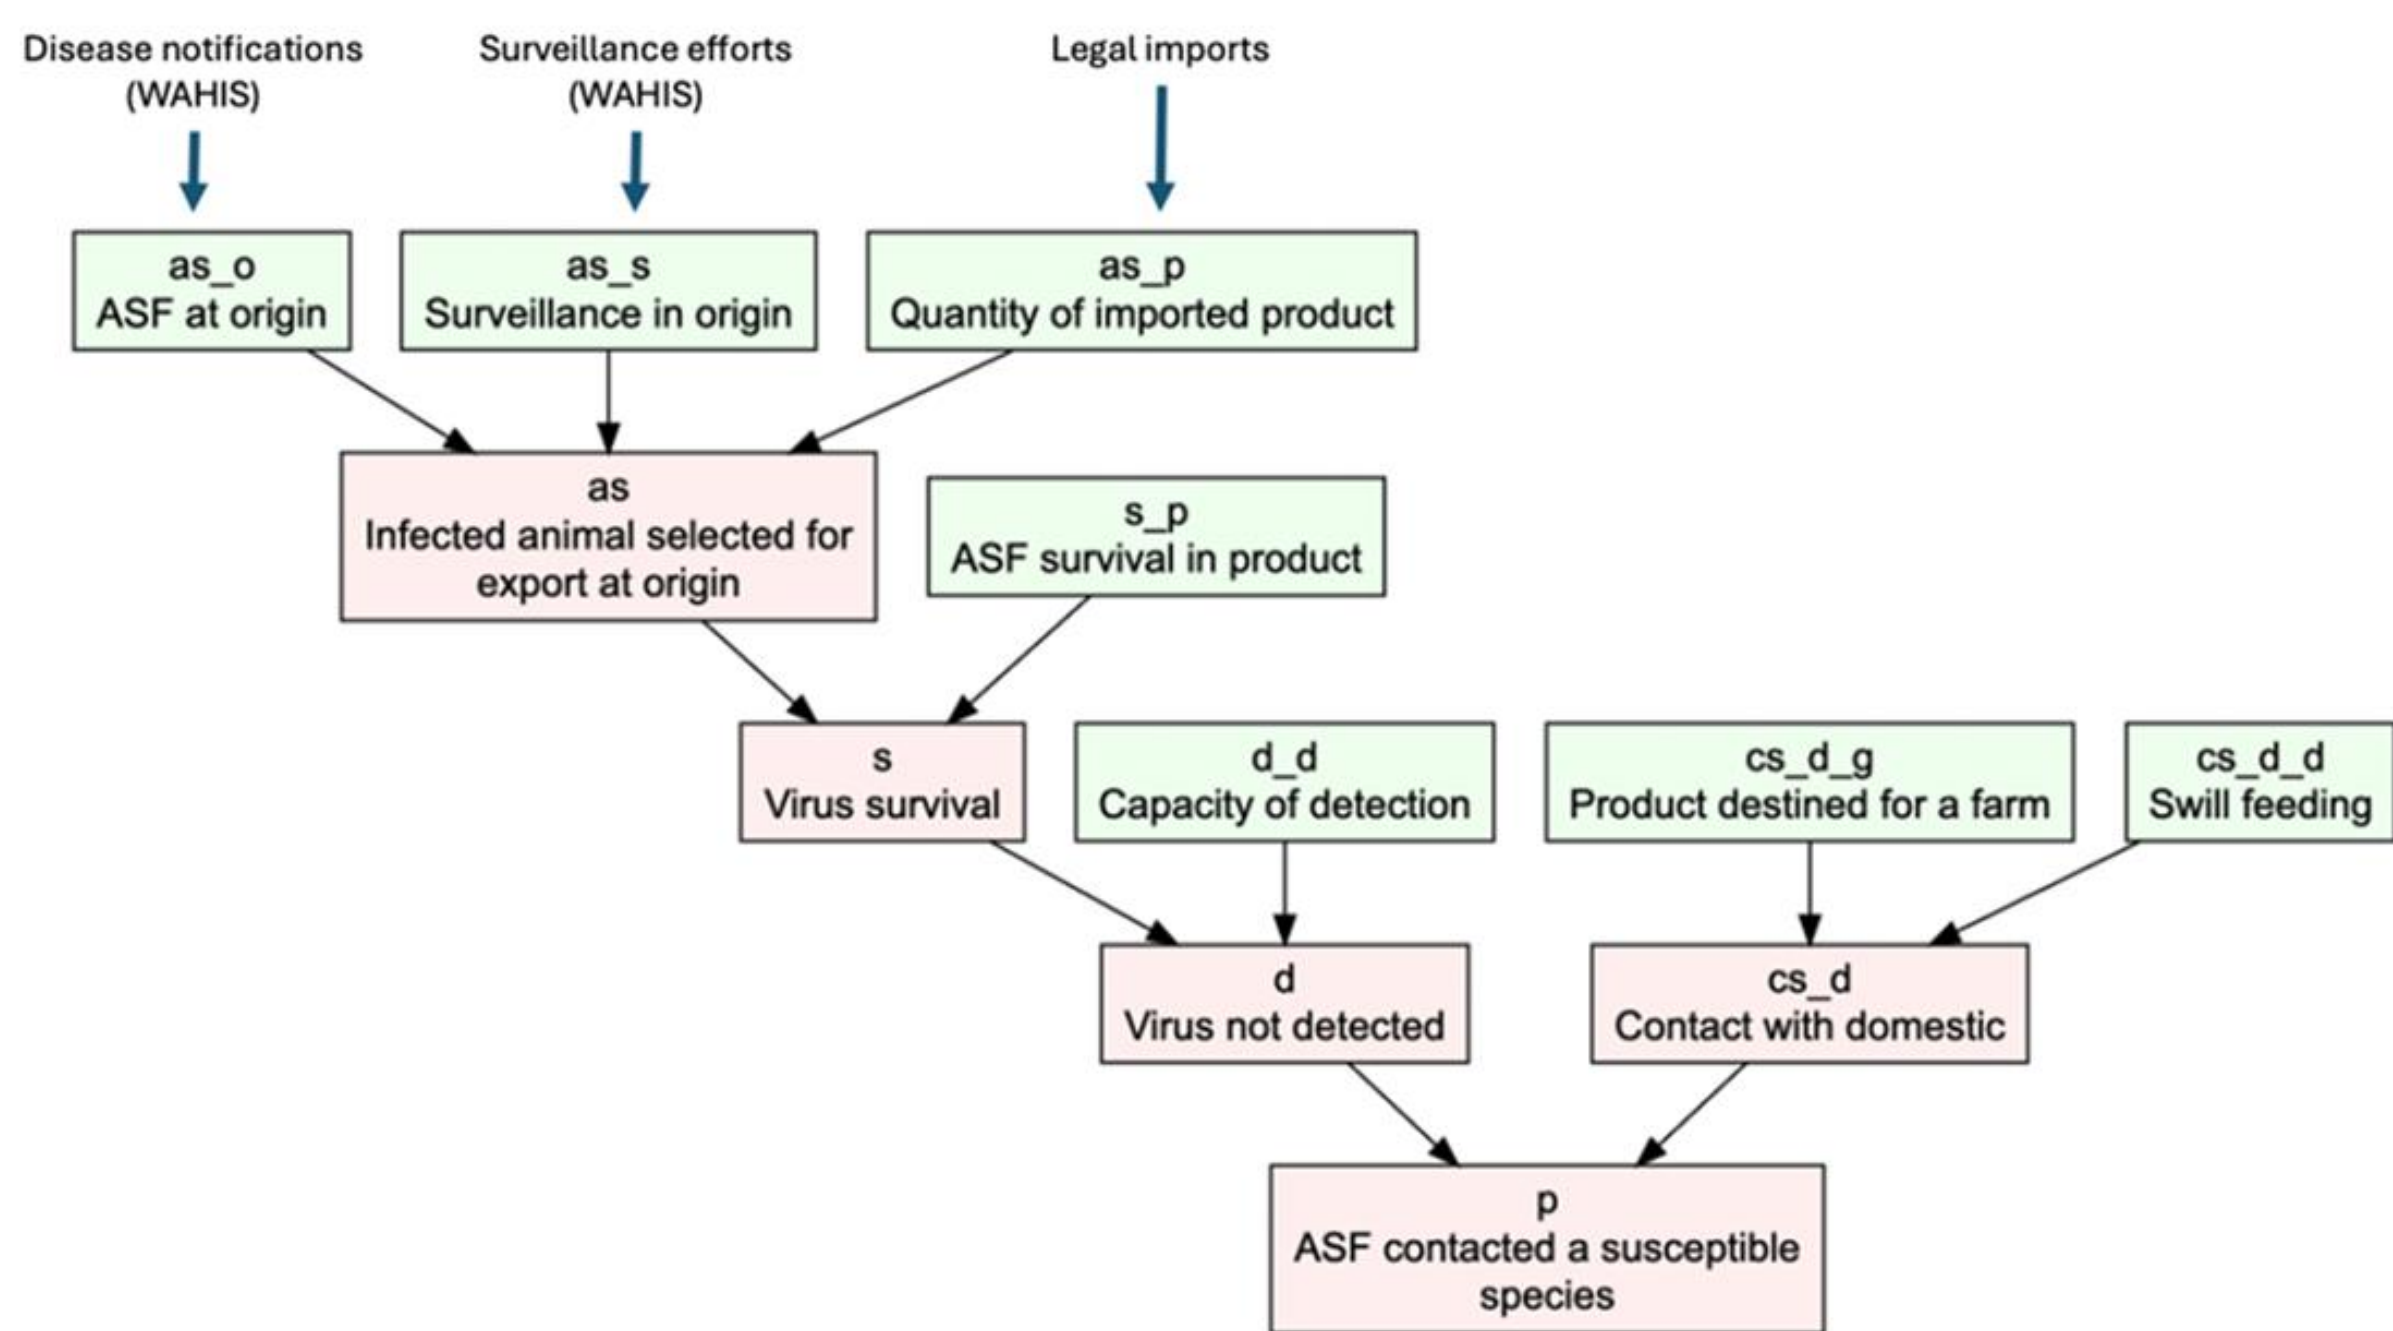 Disease notifications
(WAHIS)
Surveillance efforts
(WAHIS)
Legal imports
as_o
ASF at origin
as_s
Surveillance in origin
as_p
Quantity of imported product
as
Infected animal selected for
export at origin
s_p
ASF survival in product
s
Virus survival
d_d
Capacity of detection
cs_d_g
Product destined for a farm
cs_d_d
Swill feeding
d
Virus not detected
cs_d
Contact with domestic
p
ASF contacted a susceptible
species